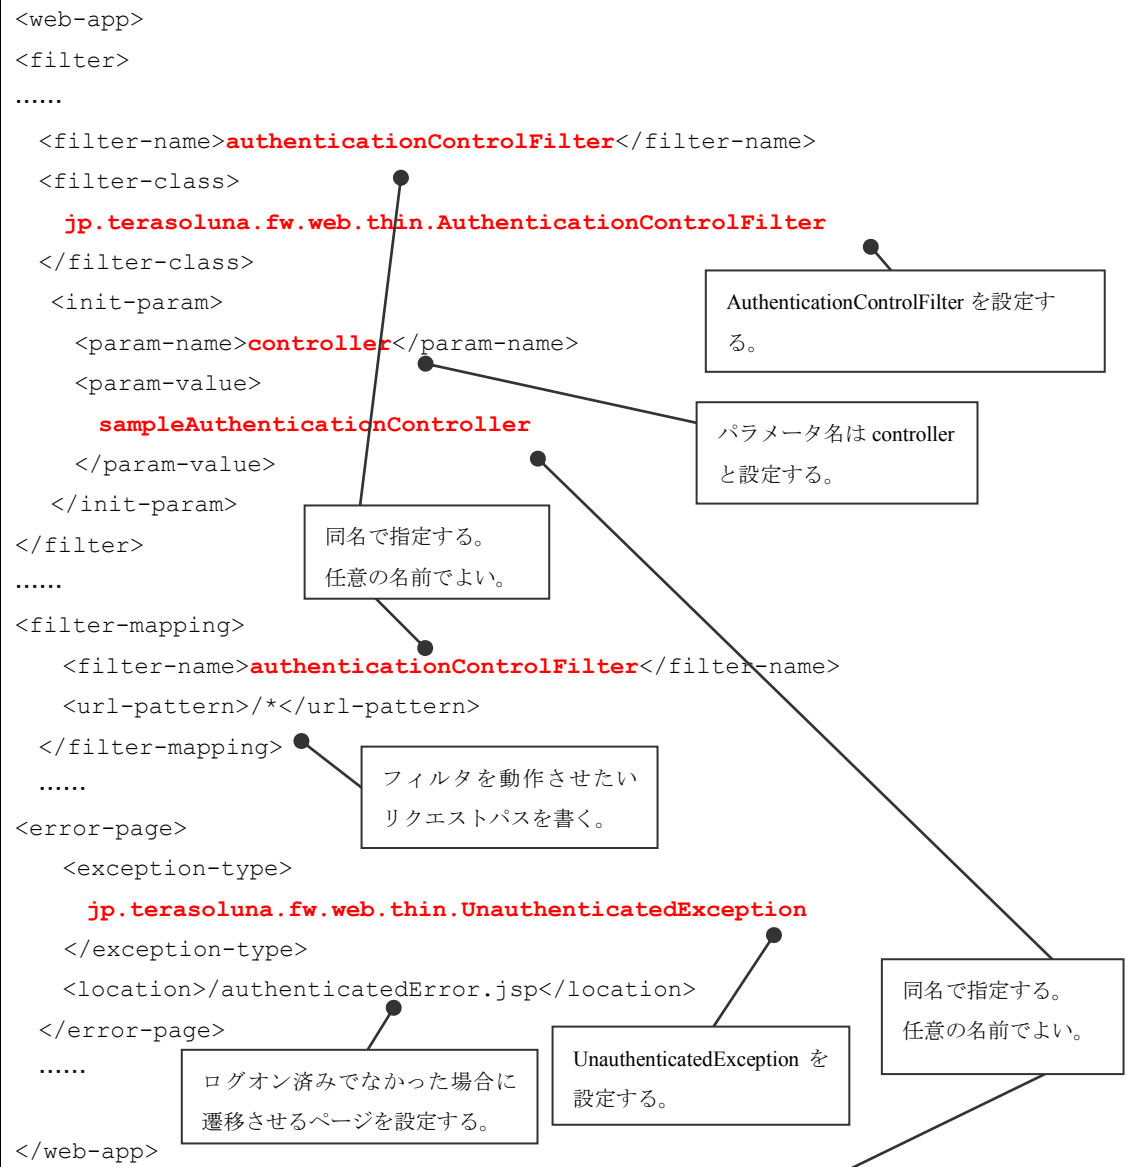 <web-app>
<filter>
……
<filter-name>authenticationControlFilter</filter-name>
<filter-class>
jp.terasoluna.fw.web.thin.AuthenticationControlFilter
</filter-class>
AuthenticationControlFilter を設定す
る。
<init-param>
<param-name>controller</param-name>
<param-value>
sampleAuthenticationController
</param-value>
</init-param>
パラメータ名は controller
と設定する。
</filter>
同名で指定する。
任意の名前でよい。
……
<filter-mapping>
<filter-name>authenticationControlFilter</filter-name>
<url-pattern>/*</url-pattern>
</filter-mapping>
フィルタを動作させたい
リクエストパスを書く。
……
<error-page>
<exception-type>
jp.terasoluna.fw.web.thin.UnauthenticatedException
</exception-type>
<location>/authenticatedError.jsp</location>
</error-page>
同名で指定する。
任意の名前でよい。
UnauthenticatedException を
設定する。
……
ログオン済みでなかった場合に
遷移させるページを設定する。
</web-app>